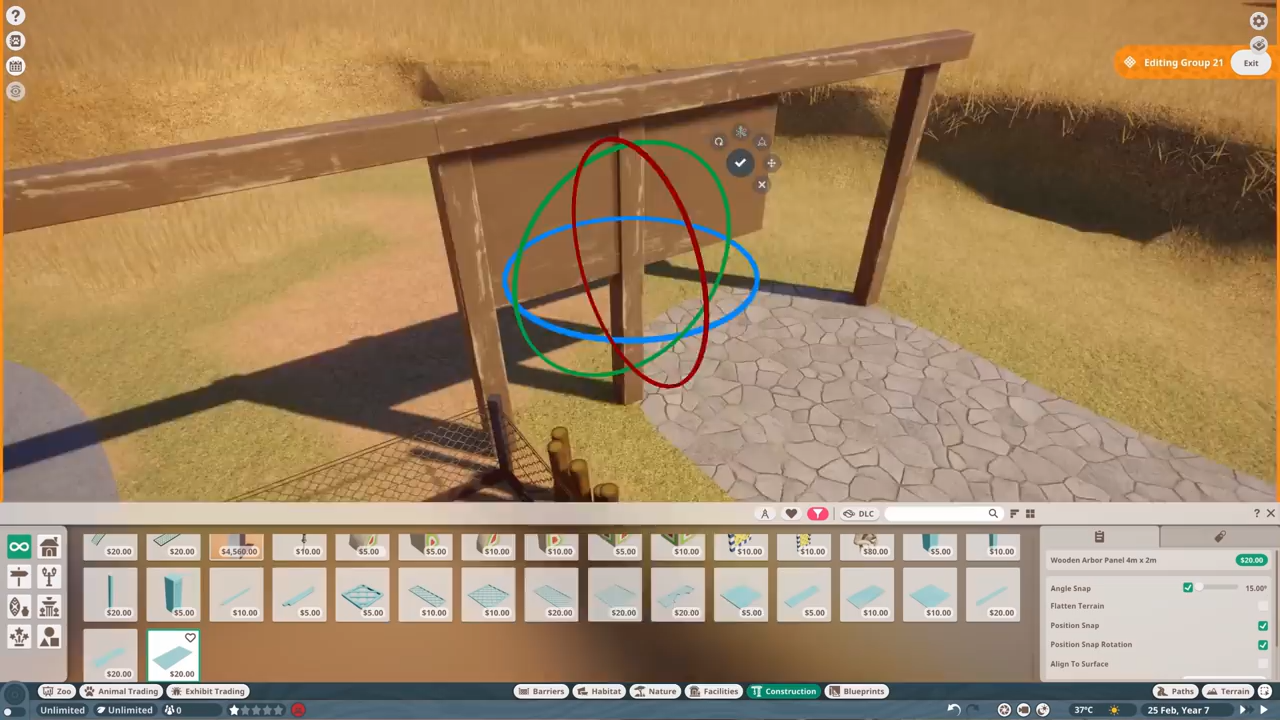 Editing Group 21
Exit
DLC
$20.00 $20.00 $4,560.00 $10.00 $5.00 $5.00 $10.00 $10.00 $5.00 $10.00 $10.00 $10.00 $80.00 $5.00 $10.00
$20.00 $5.00 $10.00 $5.00 $5.00 $10.00 $10.00 $20.00 $20.00 $20.00 $5.00 $5.00 $10.00 $10.00 $20.00
$20.00 $20.00
Wooden Arbor Panel 4m x 2m $20.00
Angle Snap 15.00°
Flatten Terrain
Position Snap
Position Snap Rotation
Align To Surface
Zoo Animal Trading Exhibit Trading Barriers Habitat Nature Facilities Construction Blueprints Paths Terrain
Unlimited Unlimited 0 37°C 25 Feb, Year 7